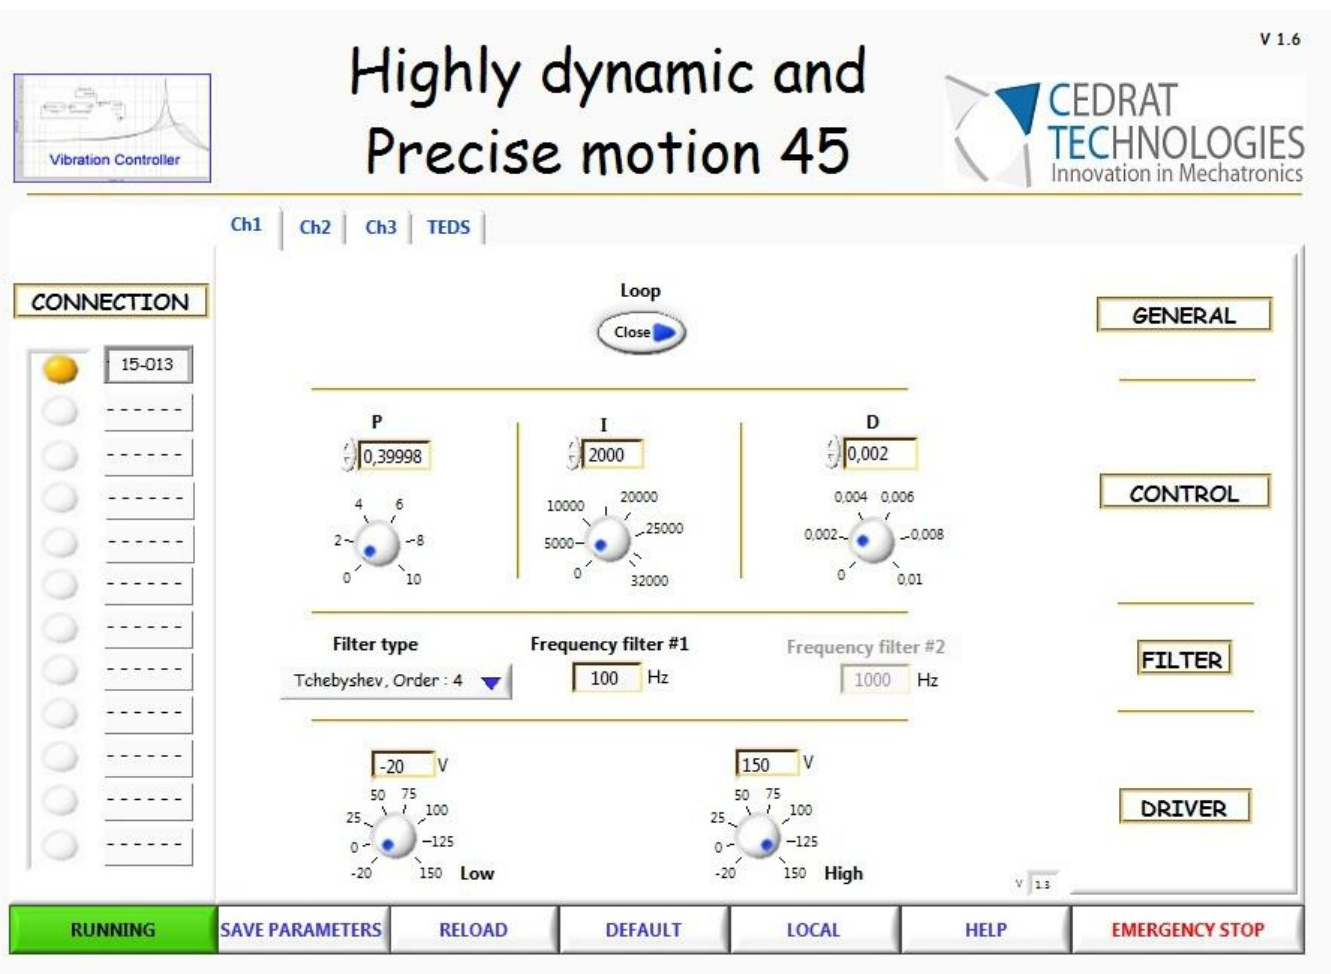 V 1.6
Highly dynamic and
Precise motion 45
Vibration Controller
CEDRAT
TECHNOLOGIES
Innovation in Mechatronics
Ch1 Ch2 Ch3 TEDS
CONNECTION
15-013
- - - - - -
- - - - - -
- - - - - -
- - - - - -
- - - - - -
- - - - - -
- - - - - -
- - - - - -
- - - - - -
- - - - - -
- - - - - -
Loop
Close
GENERAL
P I D
0,39998 2000 0,002
4 6
2 8
0 10
10000 20000
5000 25000
0 32000
0,004 0,006
0,002 0,008
0 0,01
CONTROL
Filter type Frequency filter #1 Frequency filter #2
Tchebyshev, Order : 4 100 Hz 1000 Hz
FILTER
-20 V
50 75
25 100
0 125
-20 150 Low
150 V
50 75
25 100
0 125
-20 150 High
DRIVER
V 1.3
RUNNING SAVE PARAMETERS RELOAD DEFAULT LOCAL HELP EMERGENCY STOP